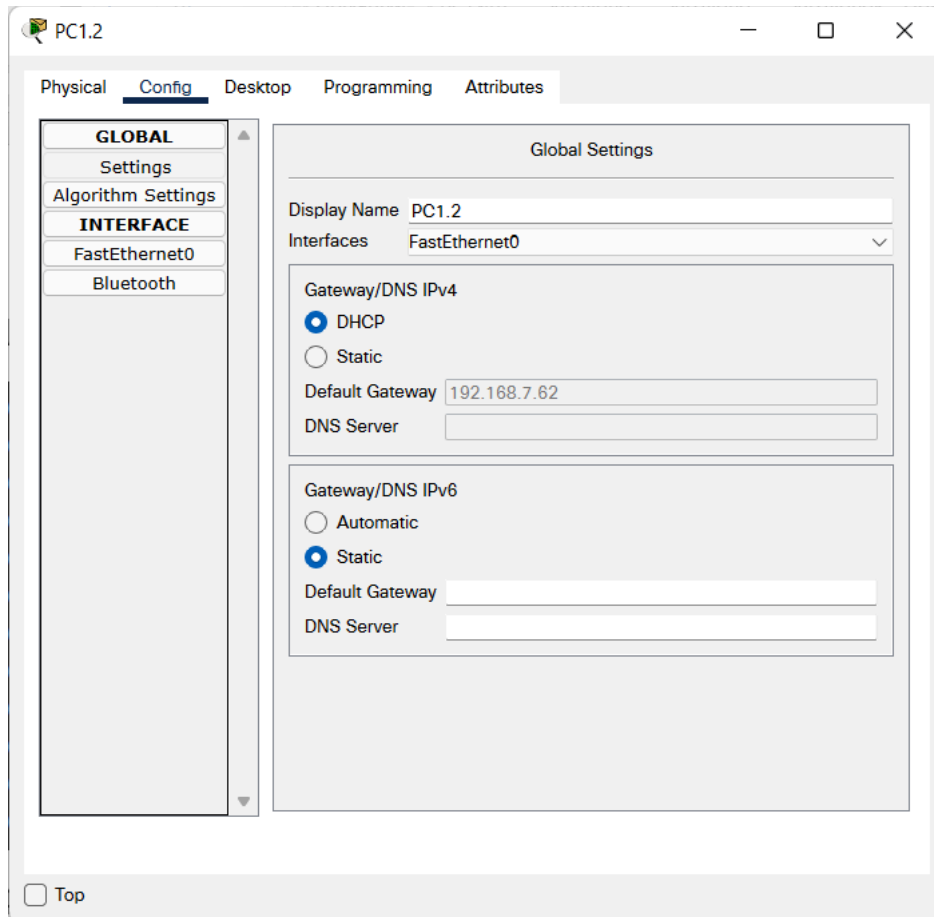 PC1.2
Physical Config Desktop Programming Attributes
GLOBAL
Settings
Algorithm Settings
INTERFACE
FastEthernet0
Bluetooth
Global Settings
Display Name PC1.2
Interfaces FastEthernet0
Gateway/DNS IPv4
DHCP
Static
Default Gateway 192.168.7.62
DNS Server
Gateway/DNS IPv6
Automatic
Static
Default Gateway
DNS Server
Top